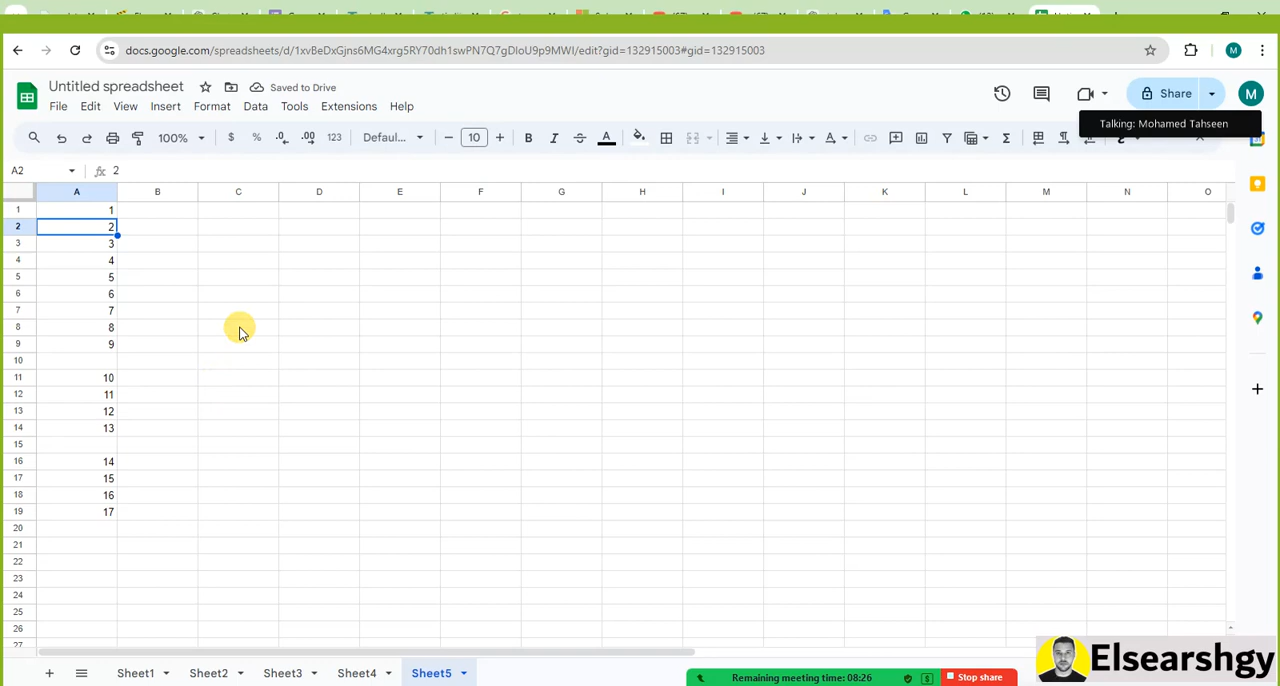 docs.google.com/spreadsheets/d/1xvBeDxGjns6MG4xrg5RY70dh1swPN7Q7gDIoU9p9MWI/edit?gid=132915003#gid=132915003
M
Untitled spreadsheet
Saved to Drive
File Edit View Insert Format Data Tools Extensions Help
Share
M
Talking: Mohamed Tahseen
100% $ % .0 .00 123 Defaul... − 10 + B I S A Σ
A2 fx 2
A B C D E F G H I J K L M N O
1 1
2 2
3 3
4 4
5 5
6 6
7 7
8 8
9 9
10
11 10
12 11
13 12
14 13
15
16 14
17 15
18 16
19 17
20
21
22
23
24
25
26
27
+ Sheet1 Sheet2 Sheet3 Sheet4 Sheet5
Remaining meeting time: 08:26
Stop share
Elsearshgy